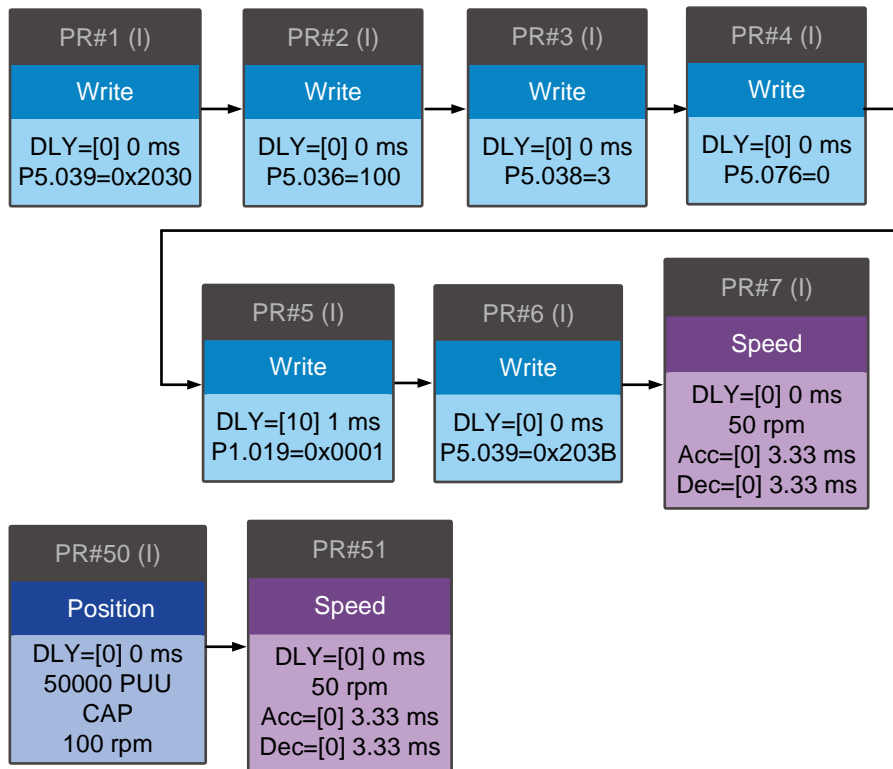 PR#1 (I)
Write
DLY=[0] 0 ms
P5.039=0x2030
PR#2 (I)
Write
DLY=[0] 0 ms
P5.036=100
PR#3 (I)
Write
DLY=[0] 0 ms
P5.038=3
PR#4 (I)
Write
DLY=[0] 0 ms
P5.076=0
PR#5 (I)
Write
DLY=[10] 1 ms
P1.019=0x0001
PR#6 (I)
Write
DLY=[0] 0 ms
P5.039=0x203B
PR#7 (I)
Speed
DLY=[0] 0 ms
50 rpm
Acc=[0] 3.33 ms
Dec=[0] 3.33 ms
PR#50 (I)
Position
DLY=[0] 0 ms
50000 PUU
CAP
100 rpm
PR#51
Speed
DLY=[0] 0 ms
50 rpm
Acc=[0] 3.33 ms
Dec=[0] 3.33 ms